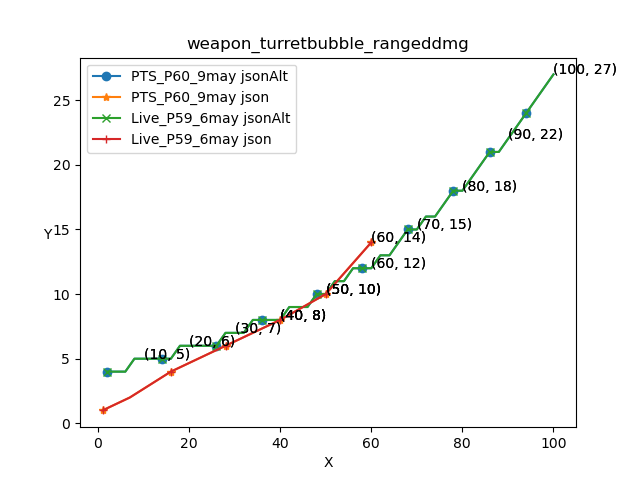 weapon_turretbubble_rangeddmg
PTS_P60_9may jsonAlt
PTS_P60_9may json
Live_P59_6may jsonAlt
Live_P59_6may json
(100, 27)
(90, 22)
(80, 18)
(70, 15)
(60, 14)
(60, 12)
(50, 10)
(40, 8)
(30, 7)
(20, 6)
(10, 5)
Y
25
20
15
10
5
0
0 20 40 60 80 100
X